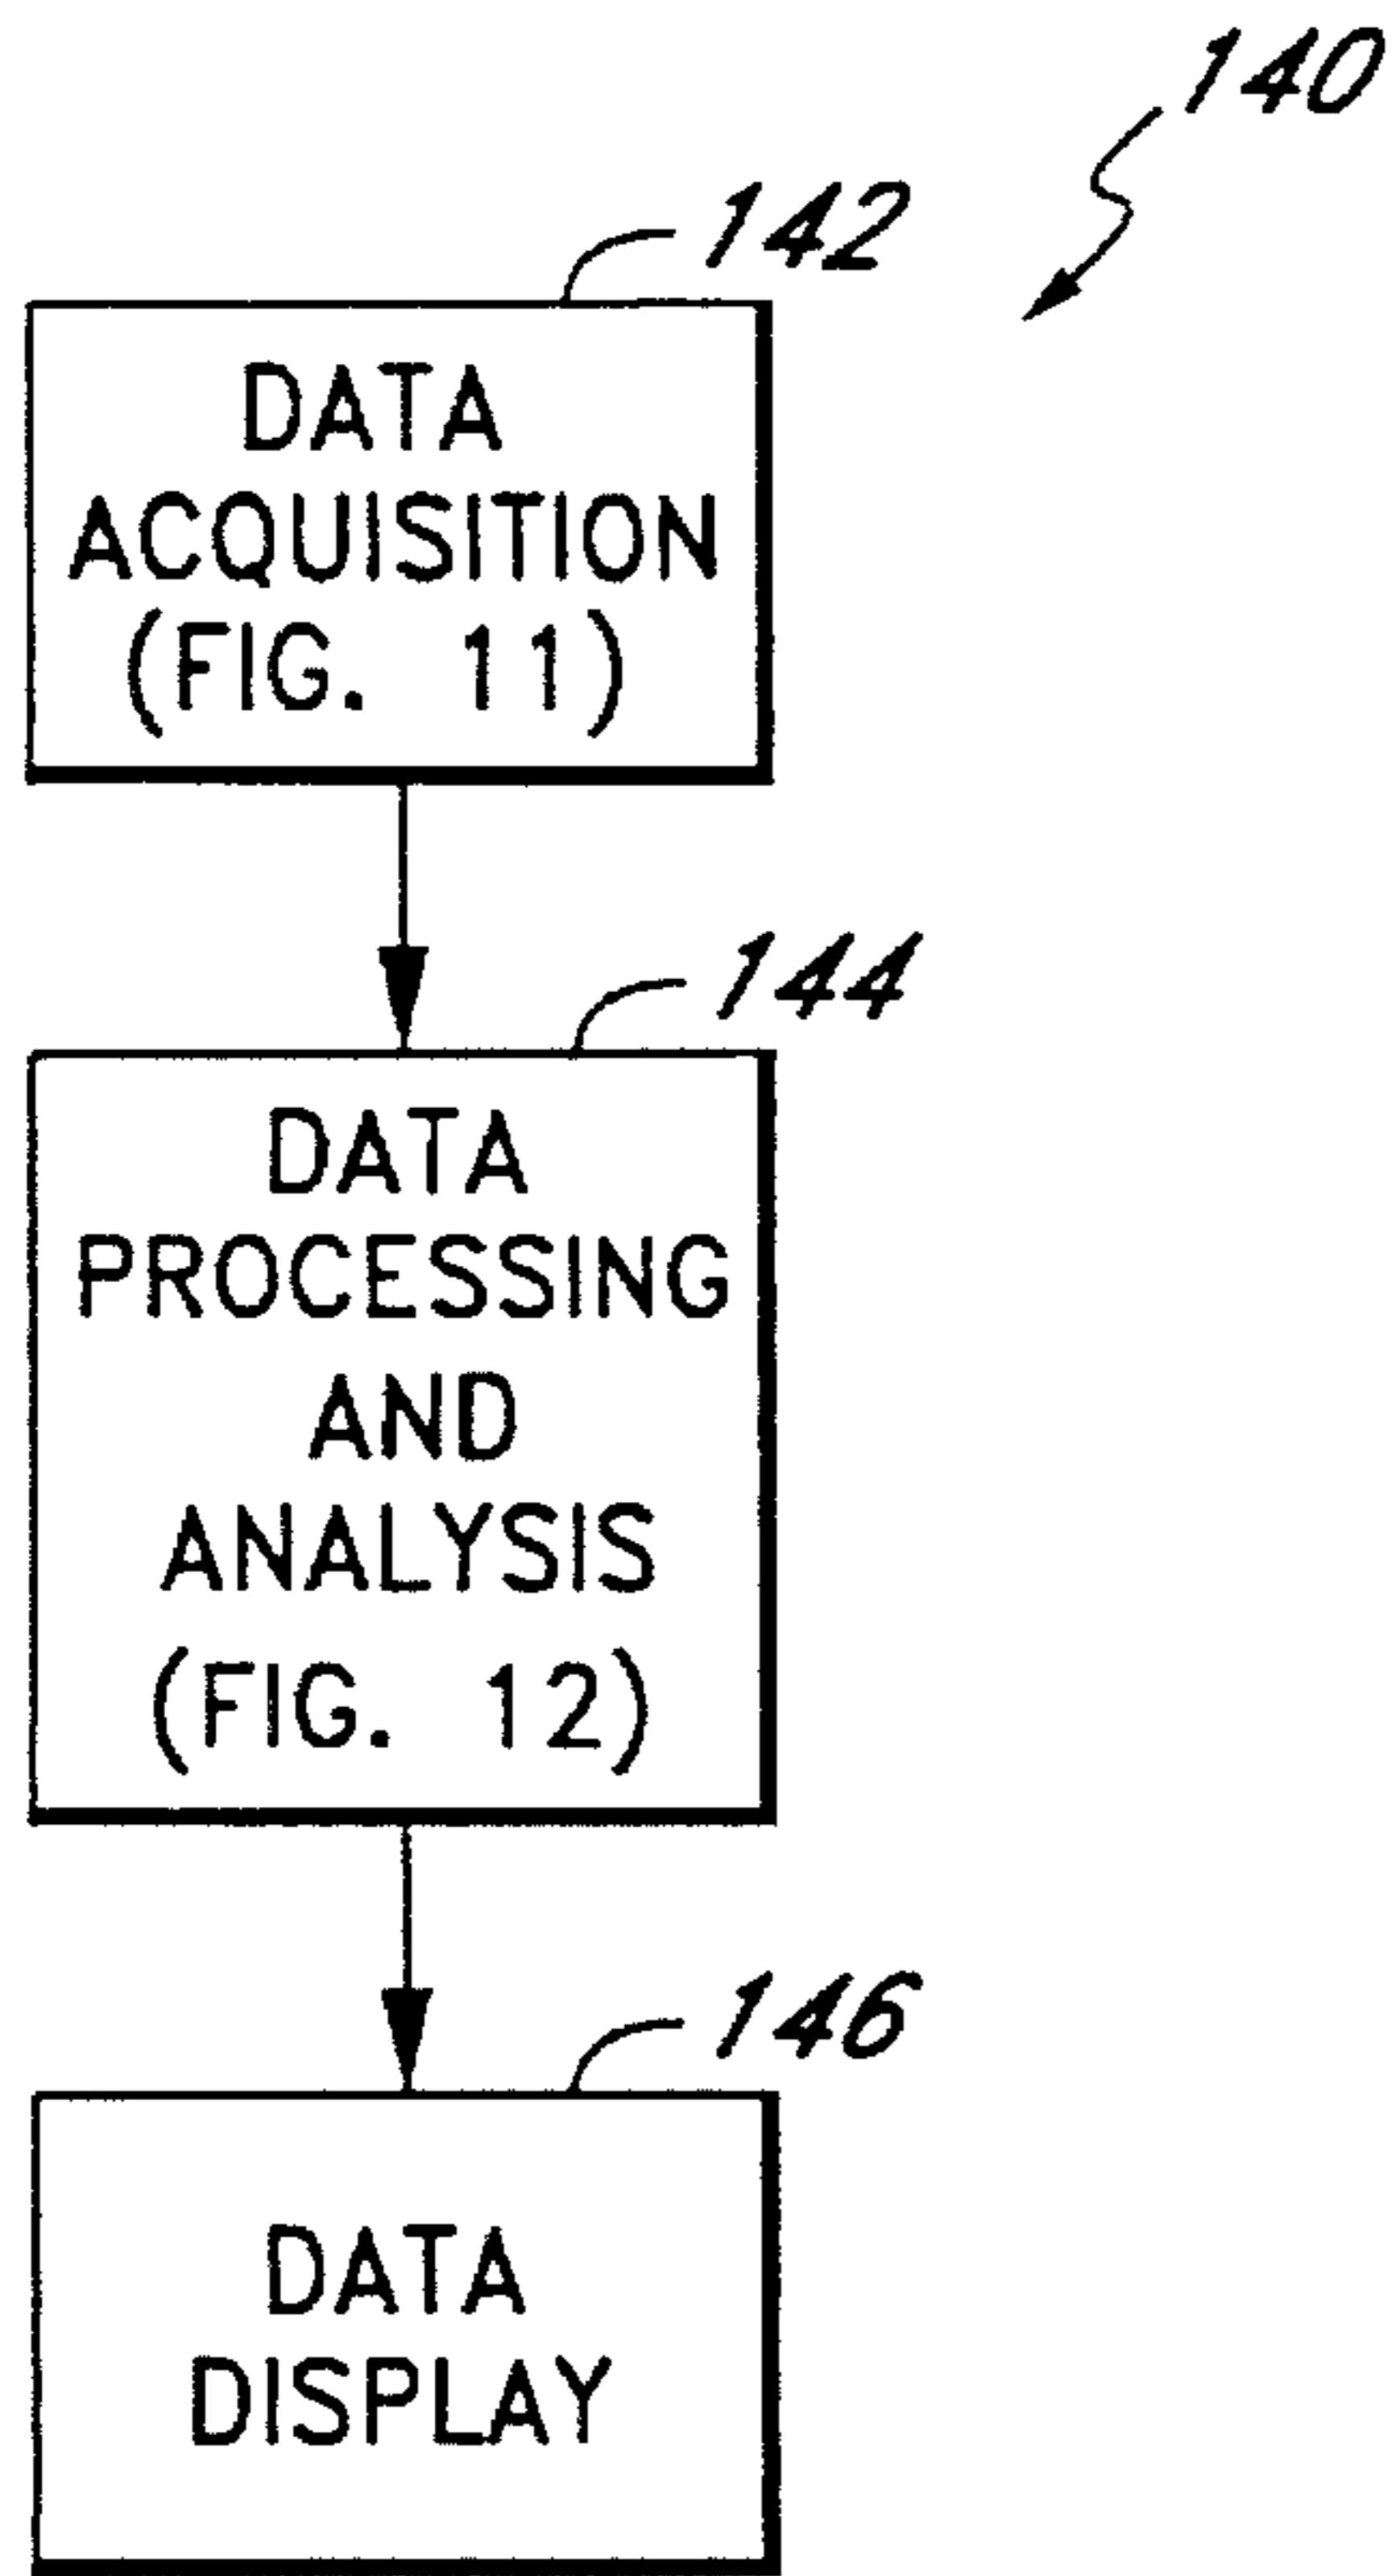 140
142
DATA
ACQUISITION
(FIG. 11)
144
DATA
PROCESSING
AND
ANALYSIS
(FIG. 12)
146
DATA
DISPLAY